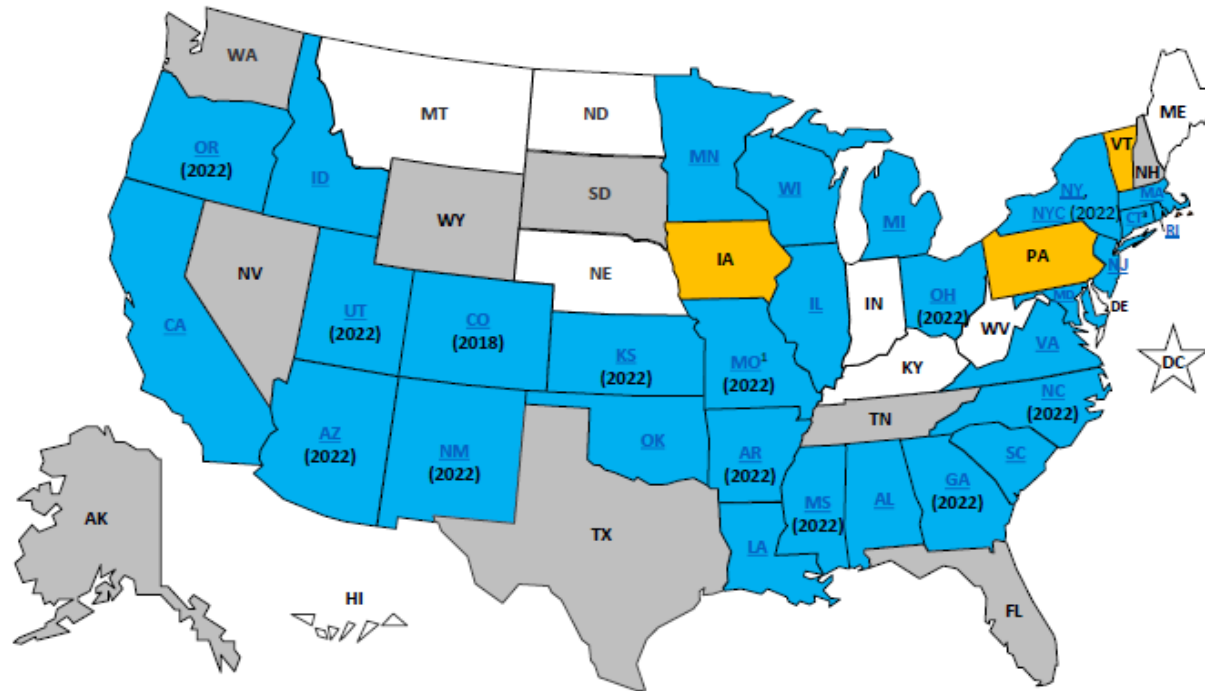 WA
MT
ND
ME
OR
(2022)
ID
MN
VT
NH
WI
SD
WY
MI
NY,
NYC (2022)
MA
CT
RI
NV
NE
IA
PA
NJ
CA
UT
(2022)
CO
(2018)
IL
IN
OH
(2022)
MD
DE
WV
KS
(2022)
MO¹
(2022)
KY
VA
DC
AZ
(2022)
NM
(2022)
OK
AR
(2022)
TN
NC
(2022)
SC
MS
(2022)
AL
GA
(2022)
AK
TX
LA
HI
FL